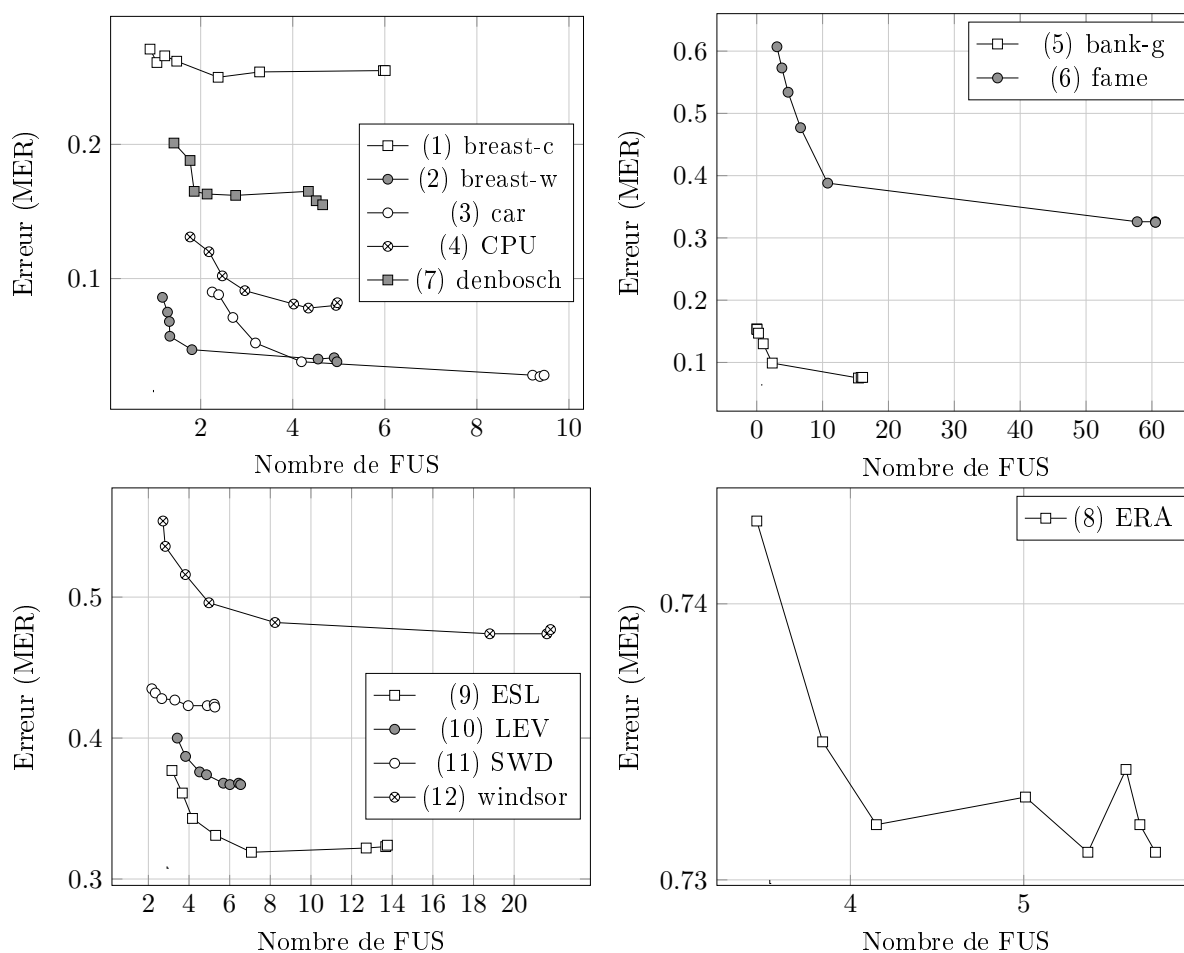 0.2
0.1
Erreur (MER)
2 4 6 8 10
Nombre de FUS
(1) breast-c
(2) breast-w
(3) car
(4) CPU
(7) denbosch
0.6
0.5
0.4
0.3
0.2
0.1
Erreur (MER)
0 10 20 30 40 50 60
Nombre de FUS
(5) bank-g
(6) fame
0.5
0.4
0.3
Erreur (MER)
2 4 6 8 10 12 14 16 18 20
Nombre de FUS
(9) ESL
(10) LEV
(11) SWD
(12) windsor
0.74
0.73
Erreur (MER)
4 5
Nombre de FUS
(8) ERA